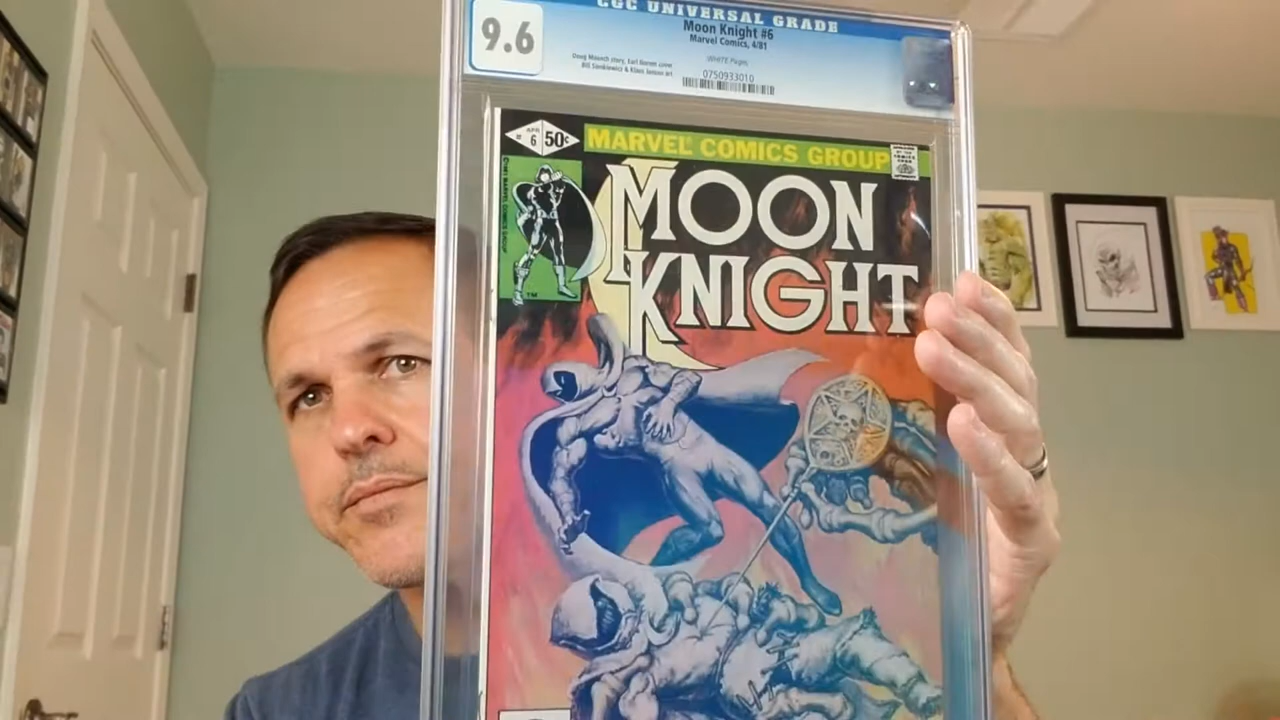 CGC UNIVERSAL GRADE
9.6
Moon Knight #6
Marvel Comics, 4/81
WHITE Pages
Doug Moench story, Earl Norem cover
Bill Sienkiewicz & Klaus Janson art
0750933010
# APR 6 50¢
MARVEL COMICS GROUP
MOON
KNIGHT
TM